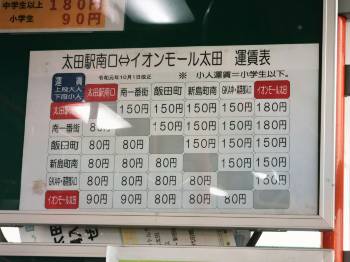 中学生以上 180円
小学生 90円
太田駅南口⇔イオンモール太田 運賃表
令和元年10月1日改正 ※ 小人運賃=小学生以下。
運賃 上段大人 下段小人 太田駅南口 南一番街 飯田町 新島町南 イオンモール太田
太田駅南口 150円 150円 150円 150円 180円
南一番街 80円 150円 150円 150円 150円
飯田町 80円 80円 150円 150円 150円
新島町南 80円 80円 80円 150円 150円
80円 80円 80円 80円 150円
イオンモール太田 90円 90円 80円 80円 80円